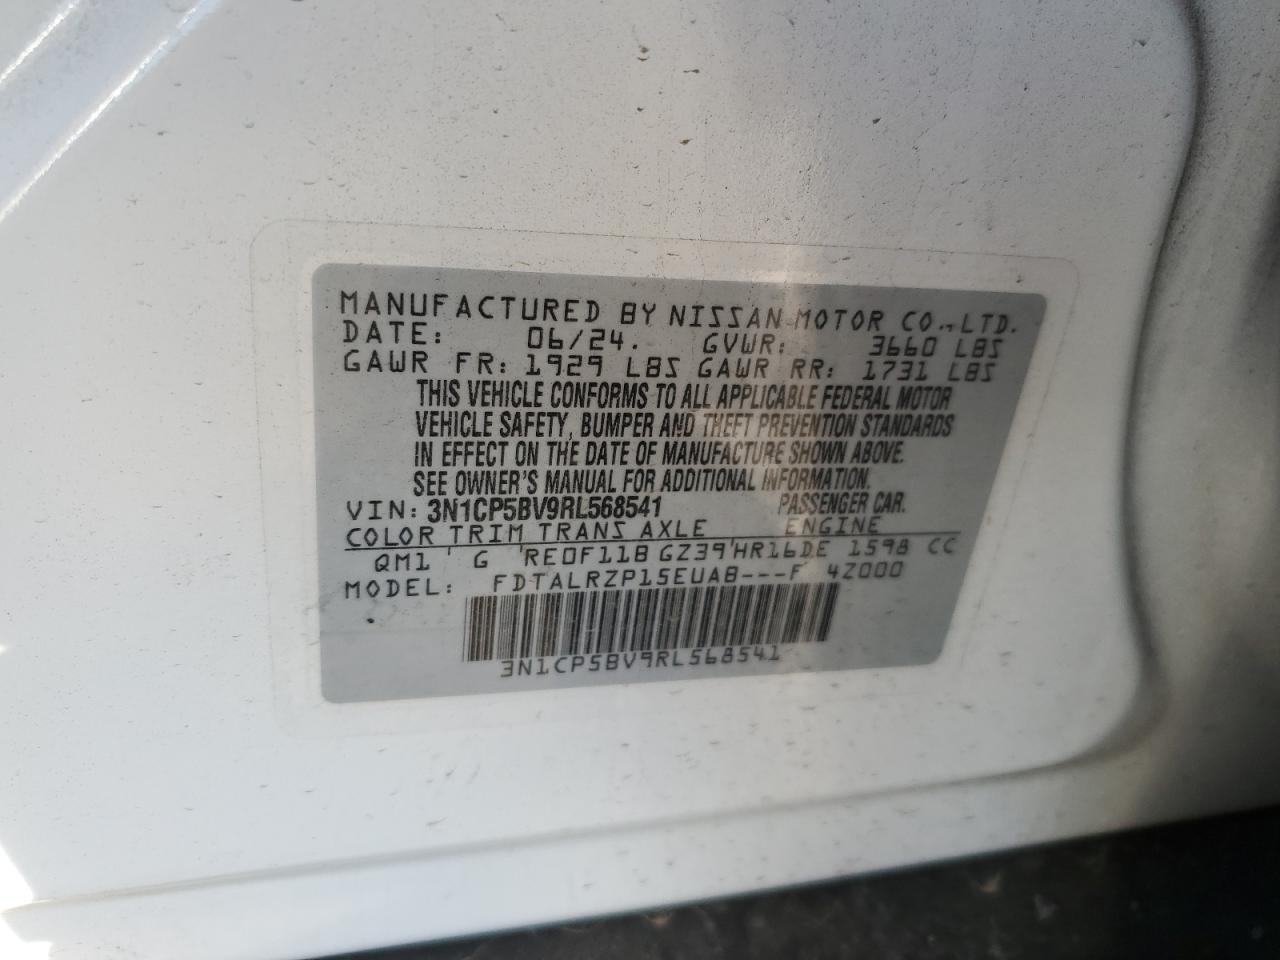 MANUFACTURED BY NISSAN MOTOR CO., LTD.
DATE: 06/24. GVWR: 3660 LBS
GAWR FR: 1929 LBS GAWR RR: 1731 LBS
THIS VEHICLE CONFORMS TO ALL APPLICABLE FEDERAL MOTOR
VEHICLE SAFETY, BUMPER AND THEFT PREVENTION STANDARDS
IN EFFECT ON THE DATE OF MANUFACTURE SHOWN ABOVE.
SEE OWNER'S MANUAL FOR ADDITIONAL INFORMATION.
VIN: 3N1CP5BV9RL568541 PASSENGER CAR.
COLOR TRIM TRANS AXLE ENGINE
QM1 ' G 'RE0F11B GZ39'HR16DE 1598 CC
MODEL: FDTALRZP15EUAB---F 4Z000
3N1CP5BV9RL568541